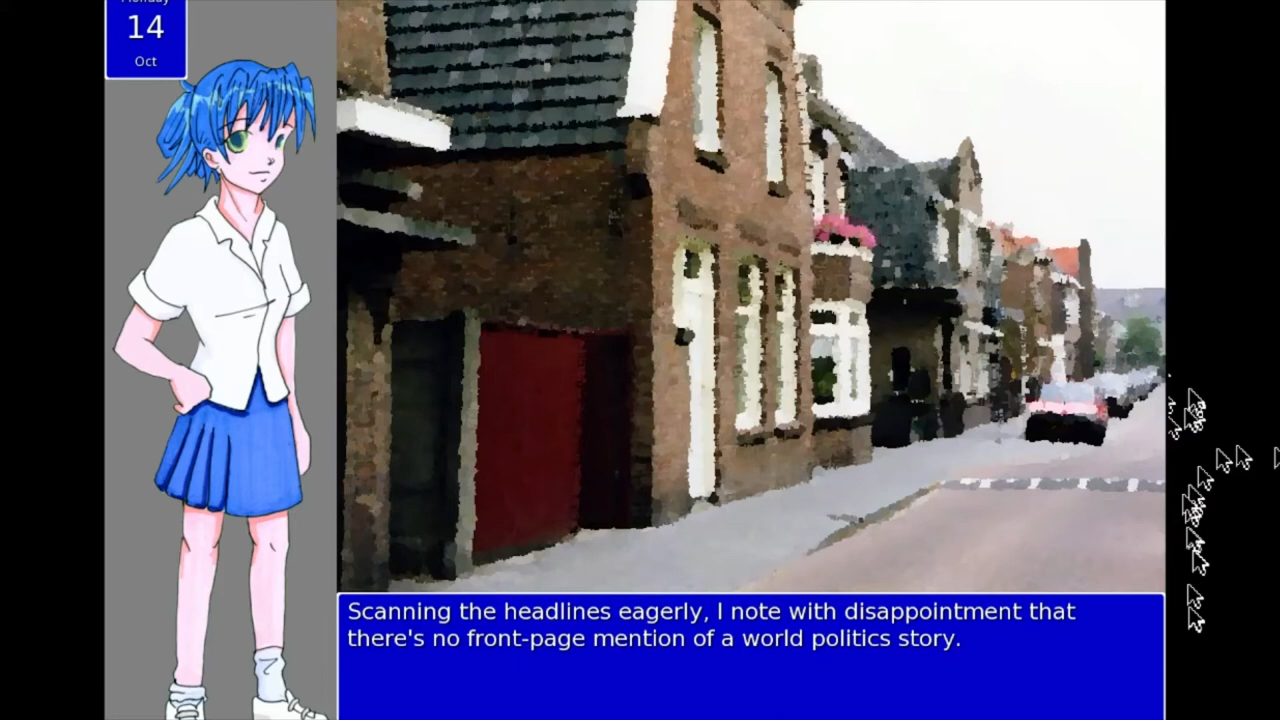 Monday
14
Oct
Scanning the headlines eagerly, I note with disappointment that
there's no front-page mention of a world politics story.